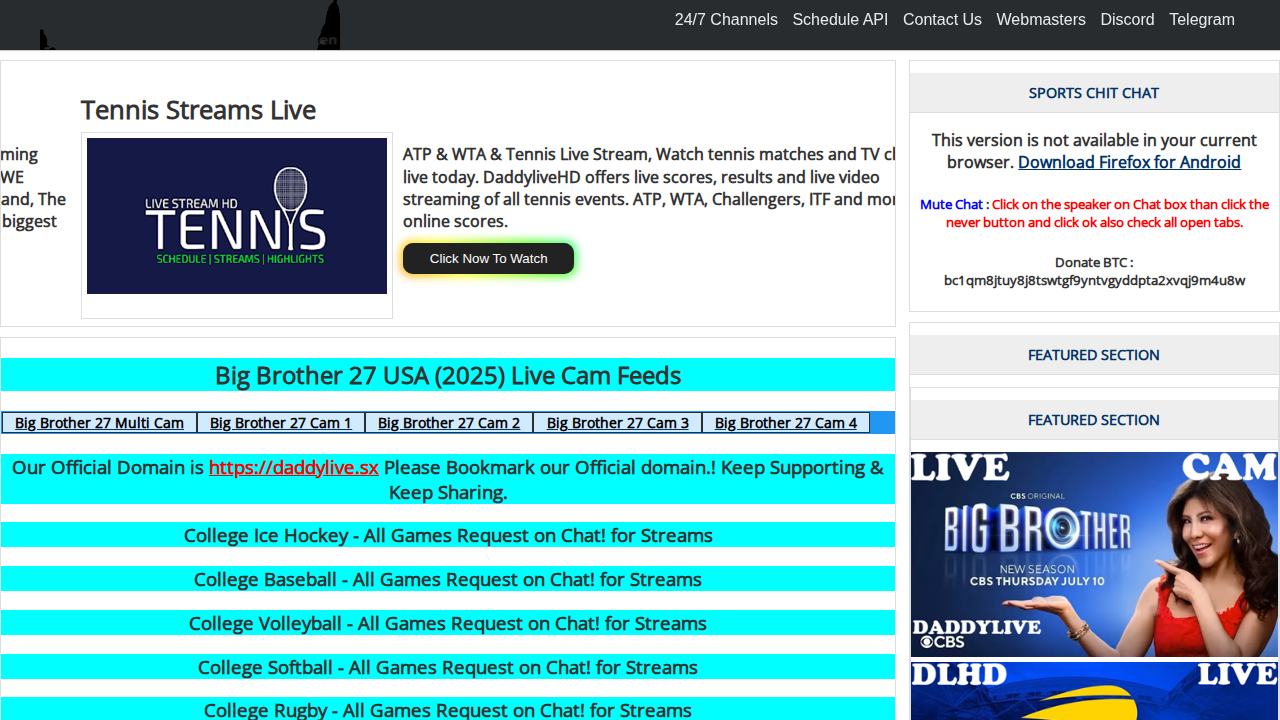 24/7 Channels Schedule API Contact Us Webmasters Discord Telegram
Tennis Streams Live
ming
WE
and, The
biggest
LIVE STREAM HD
TENNIS
SCHEDULE | STREAMS | HIGHLIGHTS
ATP & WTA & Tennis Live Stream, Watch tennis matches and TV
live today. DaddyliveHD offers live scores, results and live video
streaming of all tennis events. ATP, WTA, Challengers, ITF and mor
online scores.
Click Now To Watch
Big Brother 27 USA (2025) Live Cam Feeds
Big Brother 27 Multi Cam Big Brother 27 Cam 1 Big Brother 27 Cam 2 Big Brother 27 Cam 3 Big Brother 27 Cam 4
Our Official Domain is https://daddylive.sx Please Bookmark our Official domain.! Keep Supporting &
Keep Sharing.
College Ice Hockey - All Games Request on Chat! for Streams
College Baseball - All Games Request on Chat! for Streams
College Volleyball - All Games Request on Chat! for Streams
College Softball - All Games Request on Chat! for Streams
College Rugby - All Games Request on Chat! for Streams
SPORTS CHIT CHAT
This version is not available in your current
browser. Download Firefox for Android
Mute Chat : Click on the speaker on Chat box than click the
never button and click ok also check all open tabs.
Donate BTC :
bc1qm8jtuy8j8tswtgf9yntvgyddpta2xvqj9m4u8w
FEATURED SECTION
FEATURED SECTION
LIVE CAM
CBS ORIGINAL
BIG BROTHER
NEW SEASON
CBS THURSDAY JULY 10
DADDYLIVE
CBS
DLHD LIVE